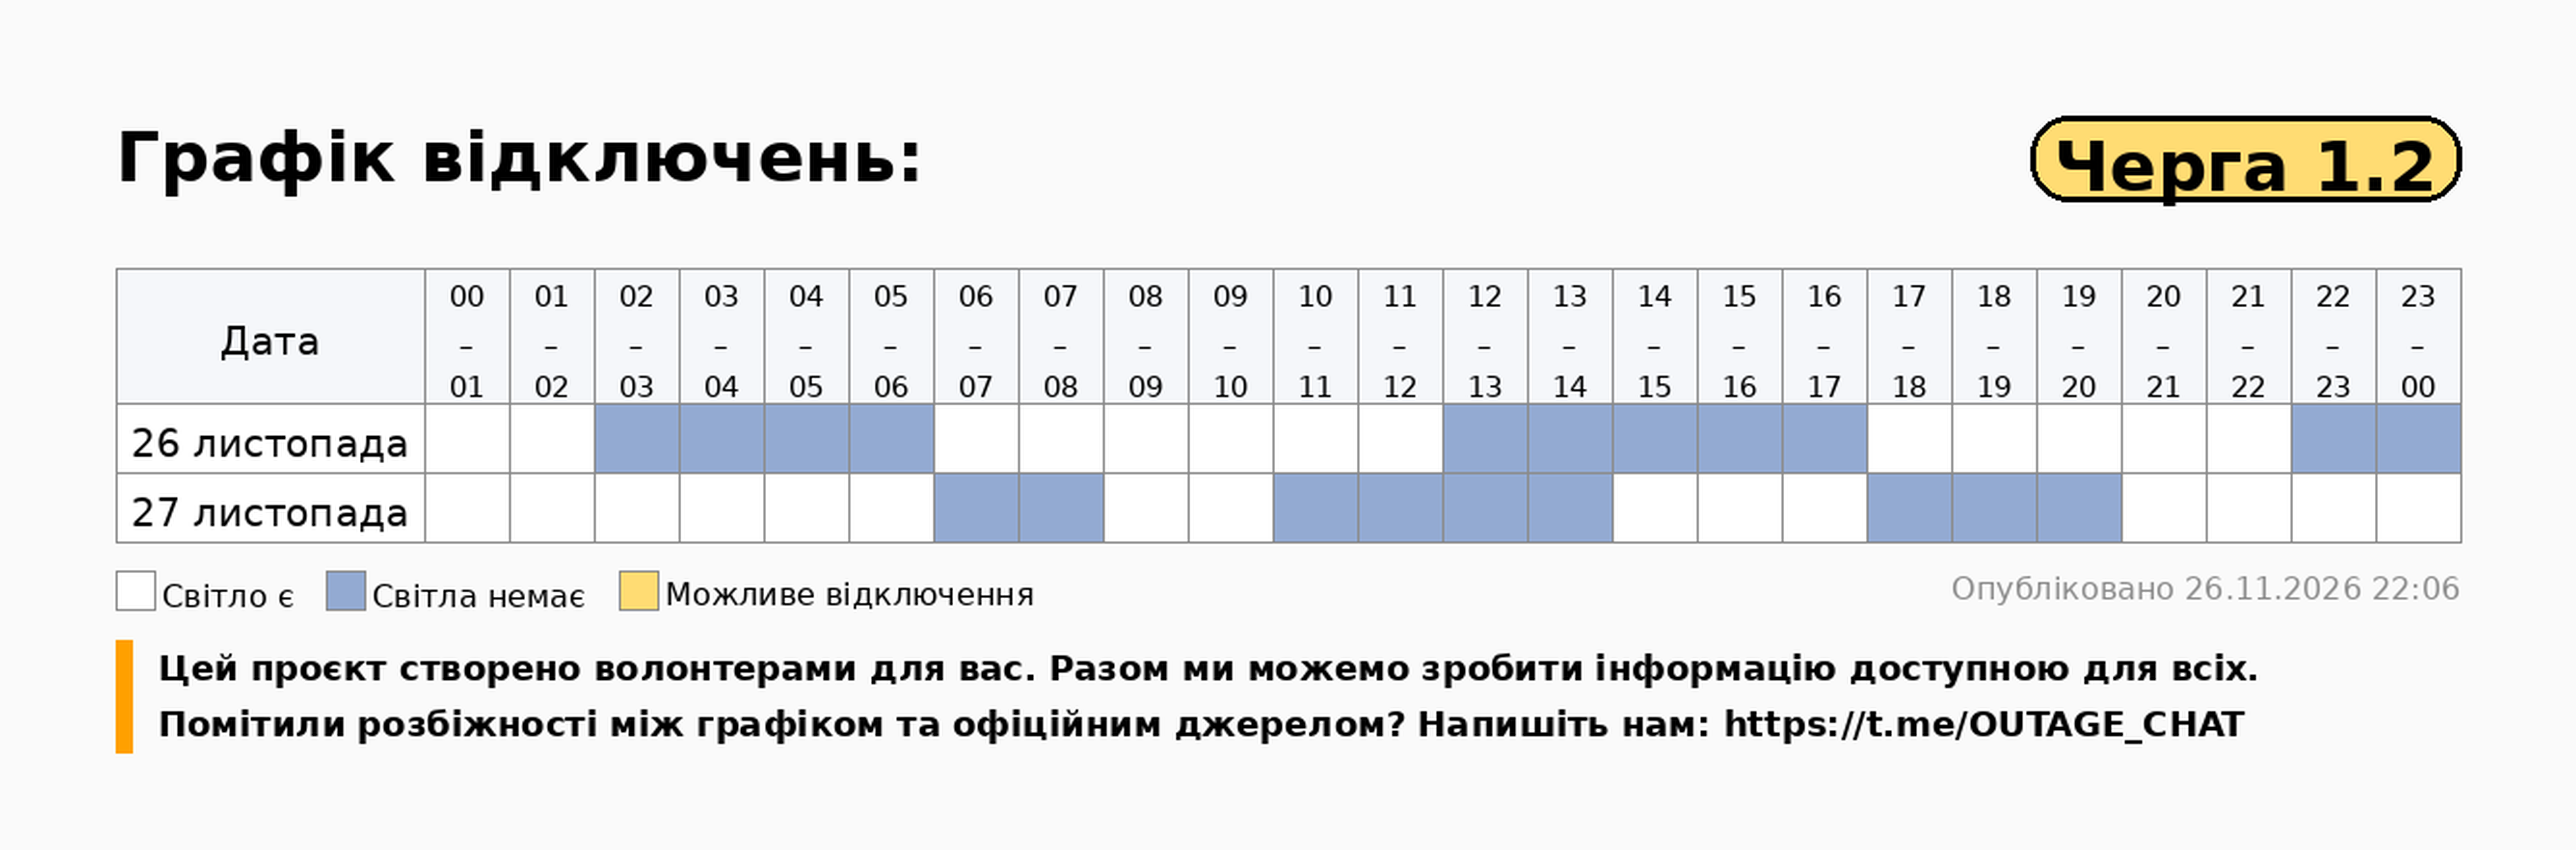 Графік відключень:
Черга 1.2
Дата
00 – 01
01 – 02
02 – 03
03 – 04
04 – 05
05 – 06
06 – 07
07 – 08
08 – 09
09 – 10
10 – 11
11 – 12
12 – 13
13 – 14
14 – 15
15 – 16
16 – 17
17 – 18
18 – 19
19 – 20
20 – 21
21 – 22
22 – 23
23 – 00
26 листопада
27 листопада
Світло є
Світла немає
Можливе відключення
Опубліковано 26.11.2026 22:06
Цей проєкт створено волонтерами для вас. Разом ми можемо зробити інформацію доступною для всіх.
Помітили розбіжності між графіком та офіційним джерелом? Напишіть нам: https://t.me/OUTAGE_CHAT